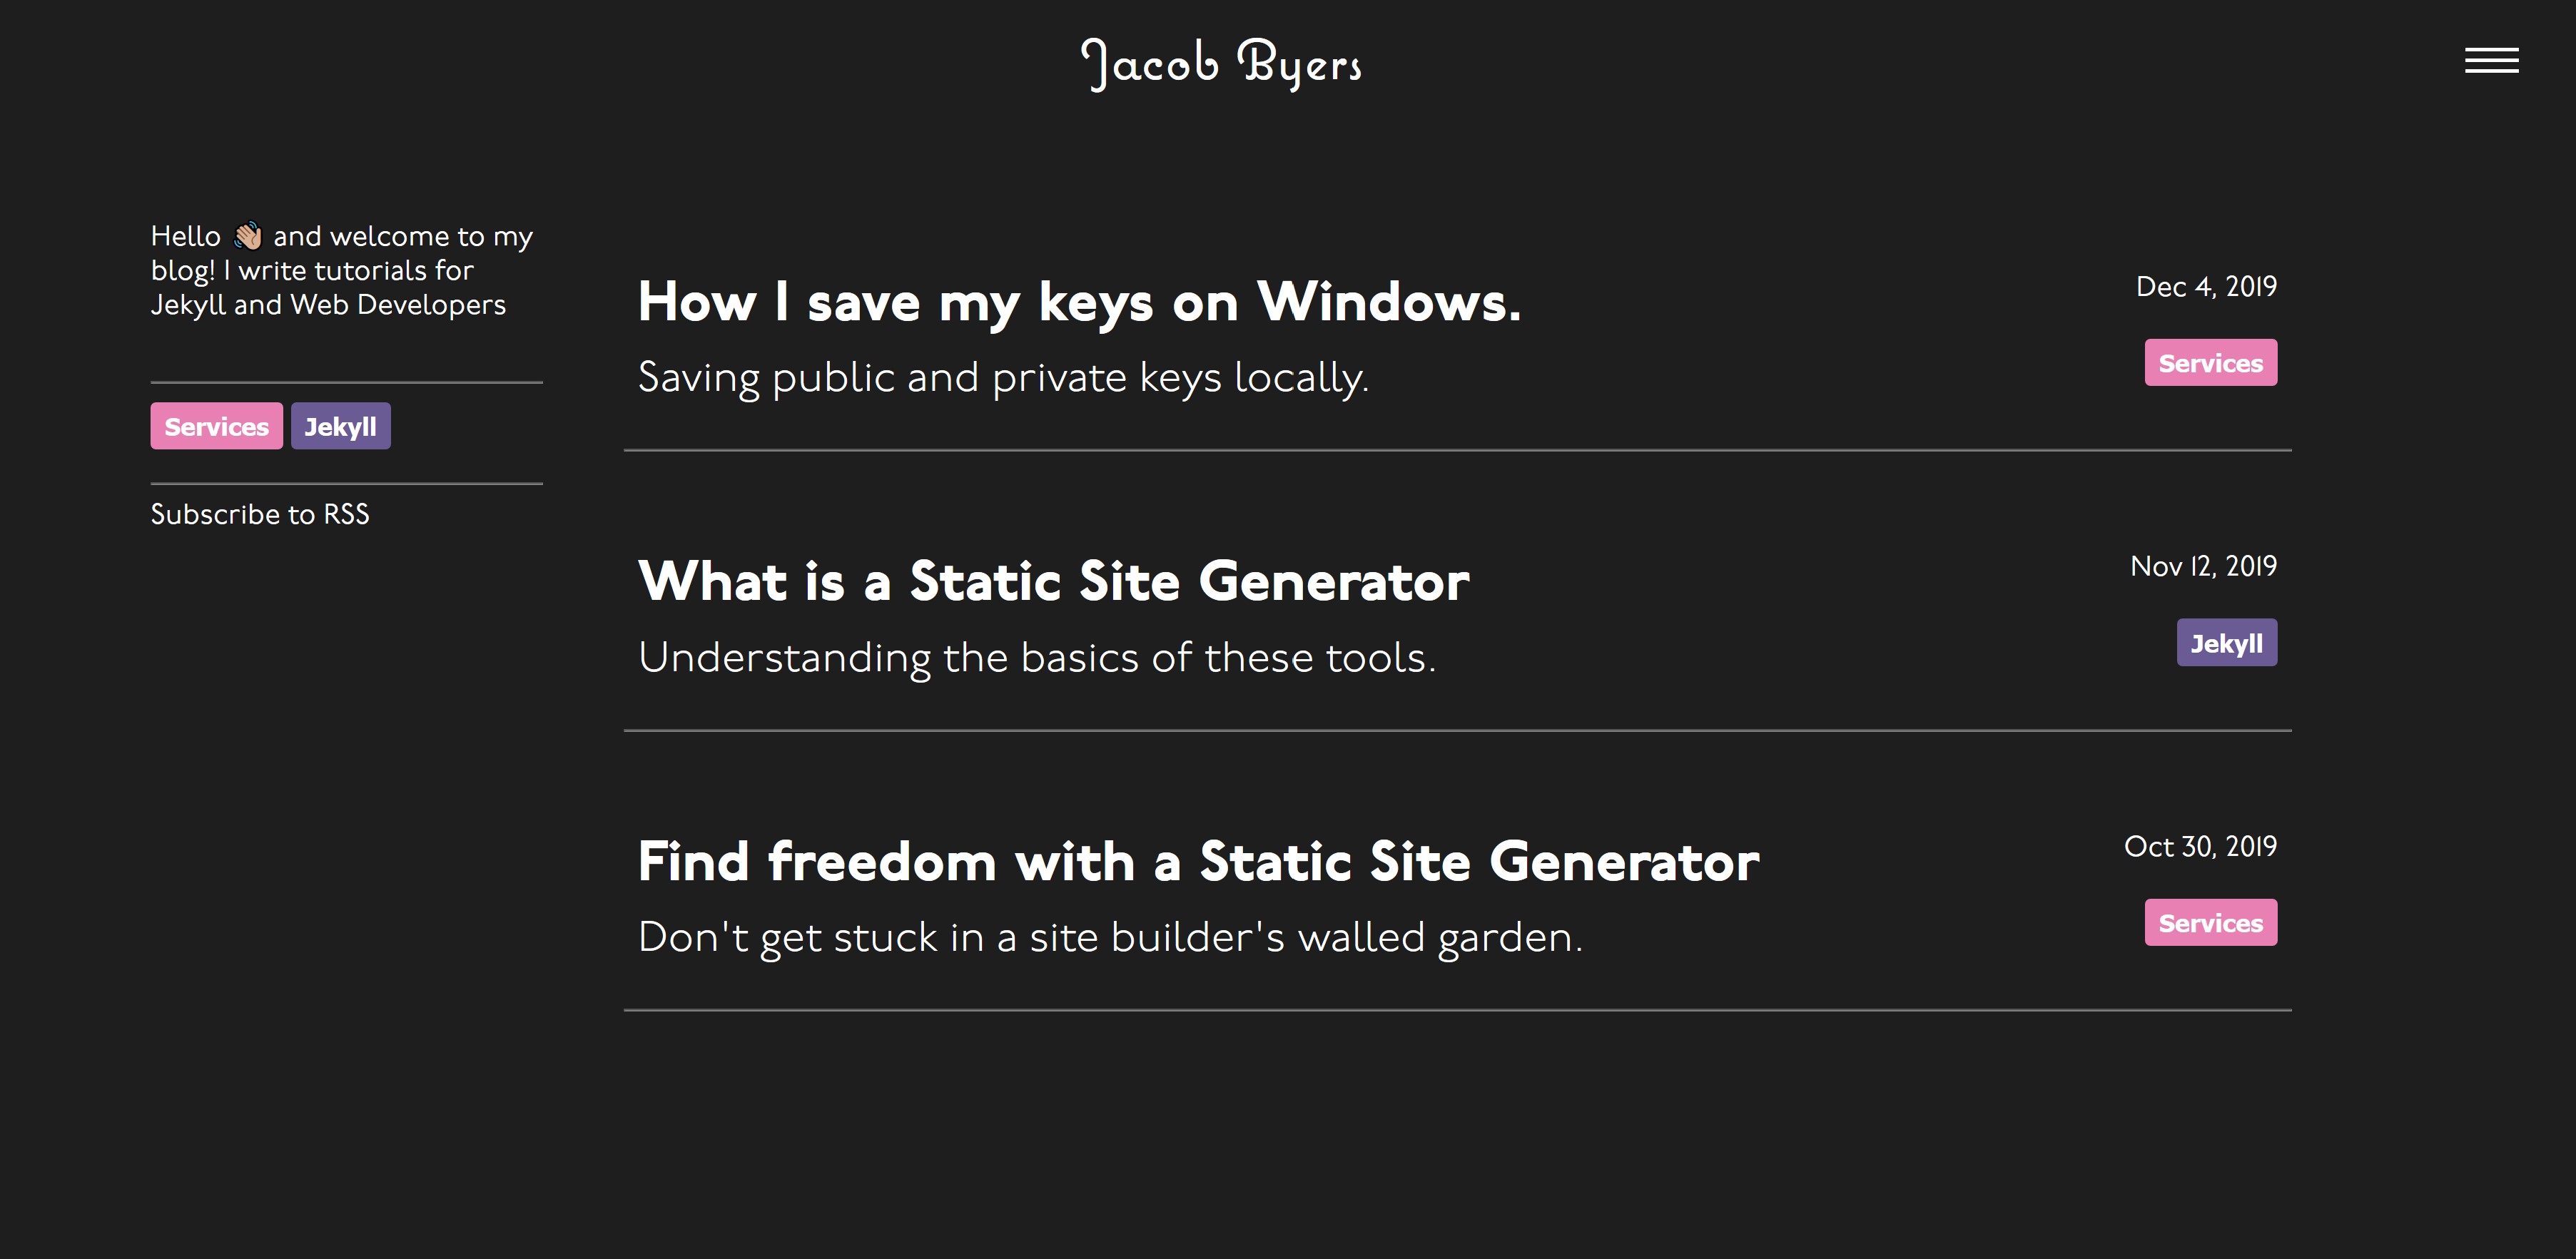 Jacob Byers
Hello 👋🏼 and welcome to my
blog! I write tutorials for
Jekyll and Web Developers
Services Jekyll
Subscribe to RSS
How I save my keys on Windows.
Saving public and private keys locally.
Dec 4, 2019
Services
What is a Static Site Generator
Understanding the basics of these tools.
Nov 12, 2019
Jekyll
Find freedom with a Static Site Generator
Don't get stuck in a site builder's walled garden.
Oct 30, 2019
Services